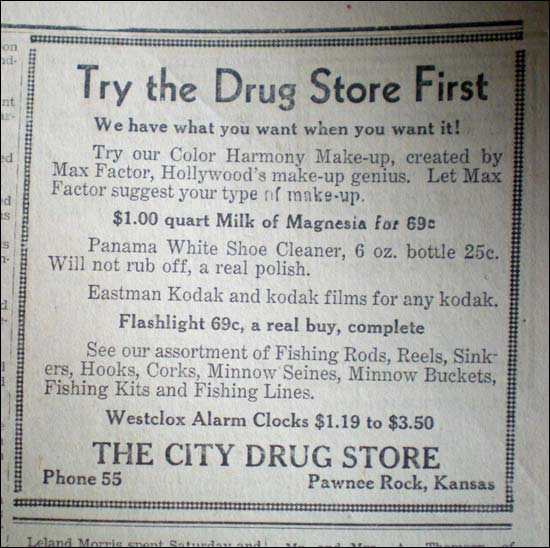 Try the Drug Store First
We have what you want when you want it!
Try our Color Harmony Make-up, created by
Max Factor, Hollywood's make-up genius. Let Max
Factor suggest your type of make-up.
$1.00 quart Milk of Magnesia for 69c
Panama White Shoe Cleaner, 6 oz. bottle 25c.
Will not rub off, a real polish.
Eastman Kodak and kodak films for any kodak.
Flashlight 69c, a real buy, complete
See our assortment of Fishing Rods, Reels, Sink-
ers, Hooks, Corks, Minnow Seines, Minnow Buckets,
Fishing Kits and Fishing Lines.
Westclox Alarm Clocks $1.19 to $3.50
THE CITY DRUG STORE
Phone 55 Pawnee Rock, Kansas
Leland Morris spent Saturday and